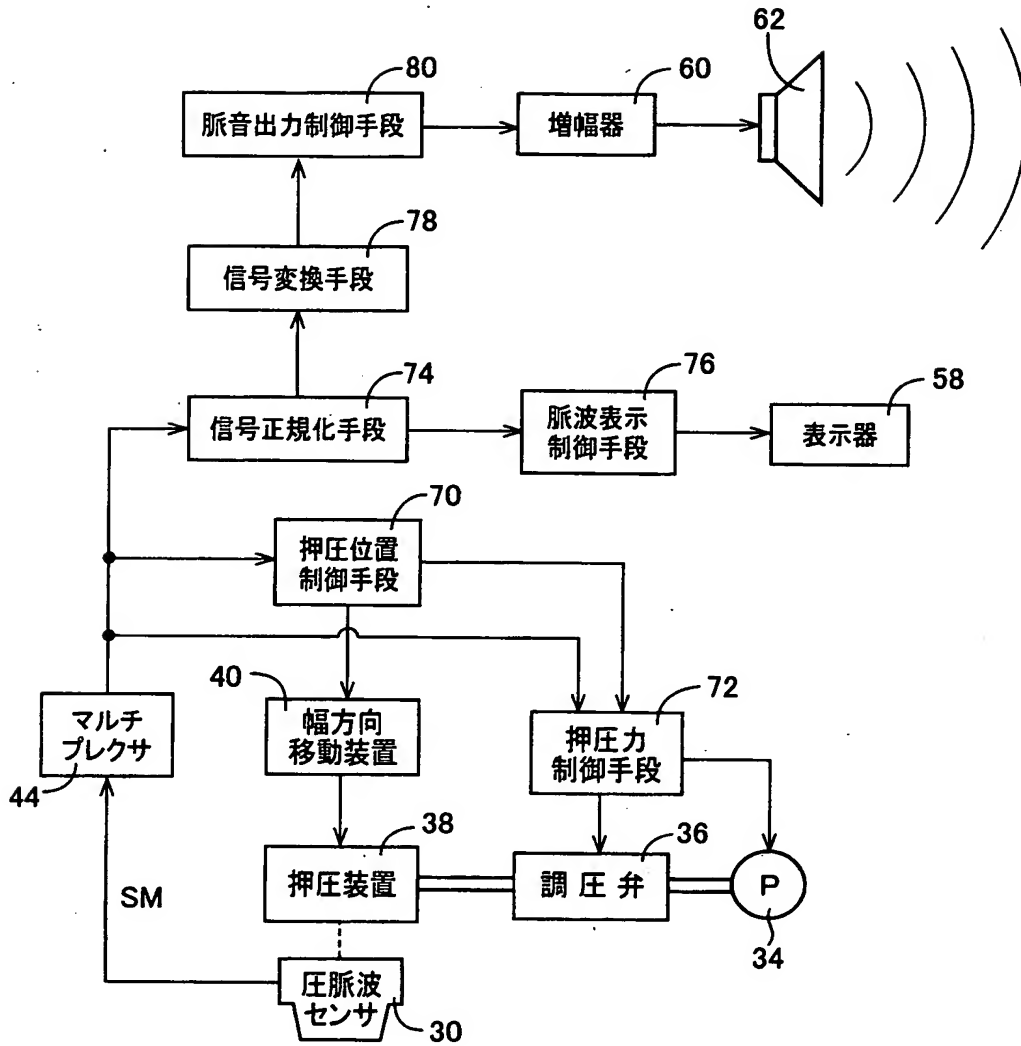 62
80
60
脈音出力制御手段
増幅器
78
信号変換手段
74
76
58
信号正規化手段
脈波表示
制御手段
表示器
70
押圧位置
制御手段
40
72
マルチ
プレクサ
44
幅方向
移動装置
押圧力
制御手段
38
36
押圧装置
調圧弁
P
34
SM
圧脈波
センサ
30